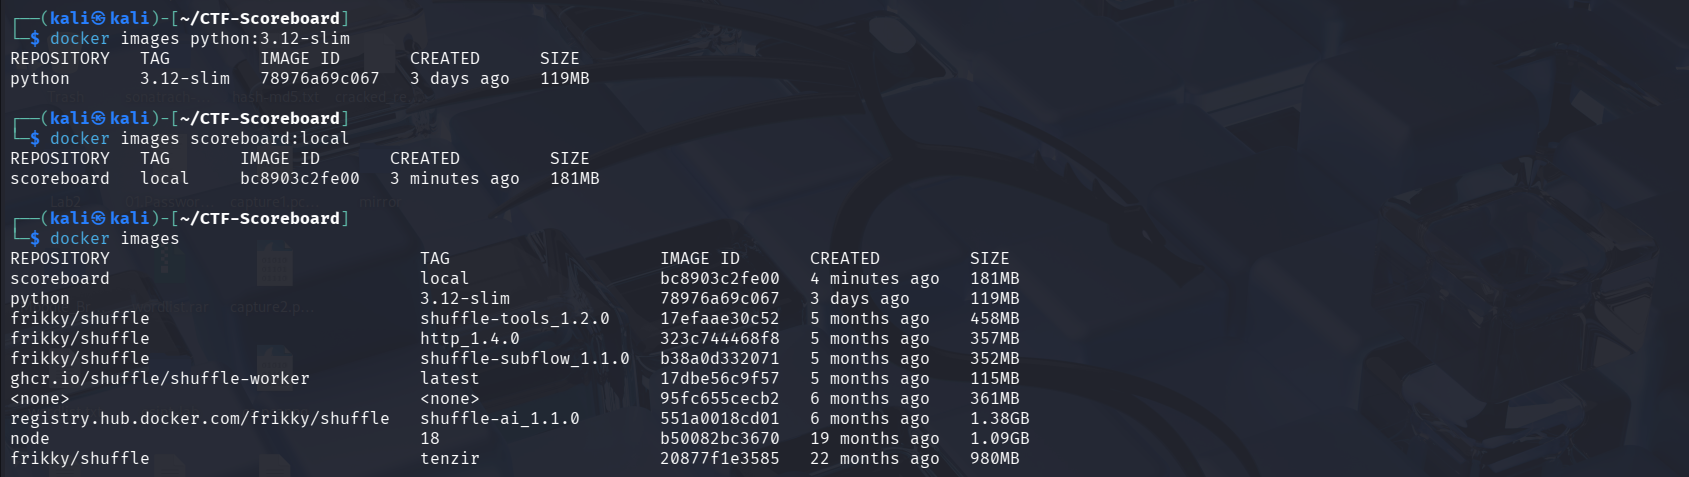 ┌──(kali㉿kali)-[~/CTF-Scoreboard]
└─$ docker images python:3.12-slim
REPOSITORY   TAG         IMAGE ID       CREATED      SIZE
python       3.12-slim   78976a69c067   3 days ago   119MB
┌──(kali㉿kali)-[~/CTF-Scoreboard]
└─$ docker images scoreboard:local
REPOSITORY   TAG       IMAGE ID       CREATED         SIZE
scoreboard   local     bc8903c2fe00   3 minutes ago   181MB
┌──(kali㉿kali)-[~/CTF-Scoreboard]
└─$ docker images
REPOSITORY                               TAG                     IMAGE ID       CREATED         SIZE
scoreboard                               local                   bc8903c2fe00   4 minutes ago   181MB
python                                   3.12-slim               78976a69c067   3 days ago      119MB
frikky/shuffle                           shuffle-tools_1.2.0     17efaae30c52   5 months ago    458MB
frikky/shuffle                           http_1.4.0              323c744468f8   5 months ago    357MB
frikky/shuffle                           shuffle-subflow_1.1.0   b38a0d332071   5 months ago    352MB
ghcr.io/shuffle/shuffle-worker           latest                  17dbe56c9f57   5 months ago    115MB
<none>                                   <none>                  95fc655cecb2   6 months ago    361MB
registry.hub.docker.com/frikky/shuffle   shuffle-ai_1.1.0        551a0018cd01   6 months ago    1.38GB
node                                     18                      b50082bc3670   19 months ago   1.09GB
frikky/shuffle                           tenzir                  20877f1e3585   22 months ago   980MB